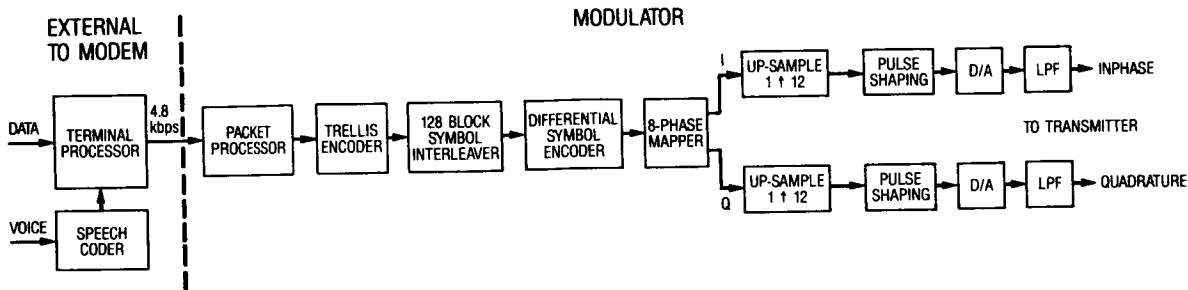 EXTERNAL
TO MODEM
MODULATOR
DATA
TERMINAL
PROCESSOR
4.8
kbps
VOICE
SPEECH
CODER
PACKET
PROCESSOR
TRELLIS
ENCODER
128 BLOCK
SYMBOL
INTERLEAVER
DIFFERENTIAL
SYMBOL
ENCODER
8-PHASE
MAPPER
I
UP-SAMPLE
1 ↑ 12
PULSE
SHAPING
D/A
LPF
INPHASE
TO TRANSMITTER
Q
UP-SAMPLE
1 ↑ 12
PULSE
SHAPING
D/A
LPF
QUADRATURE